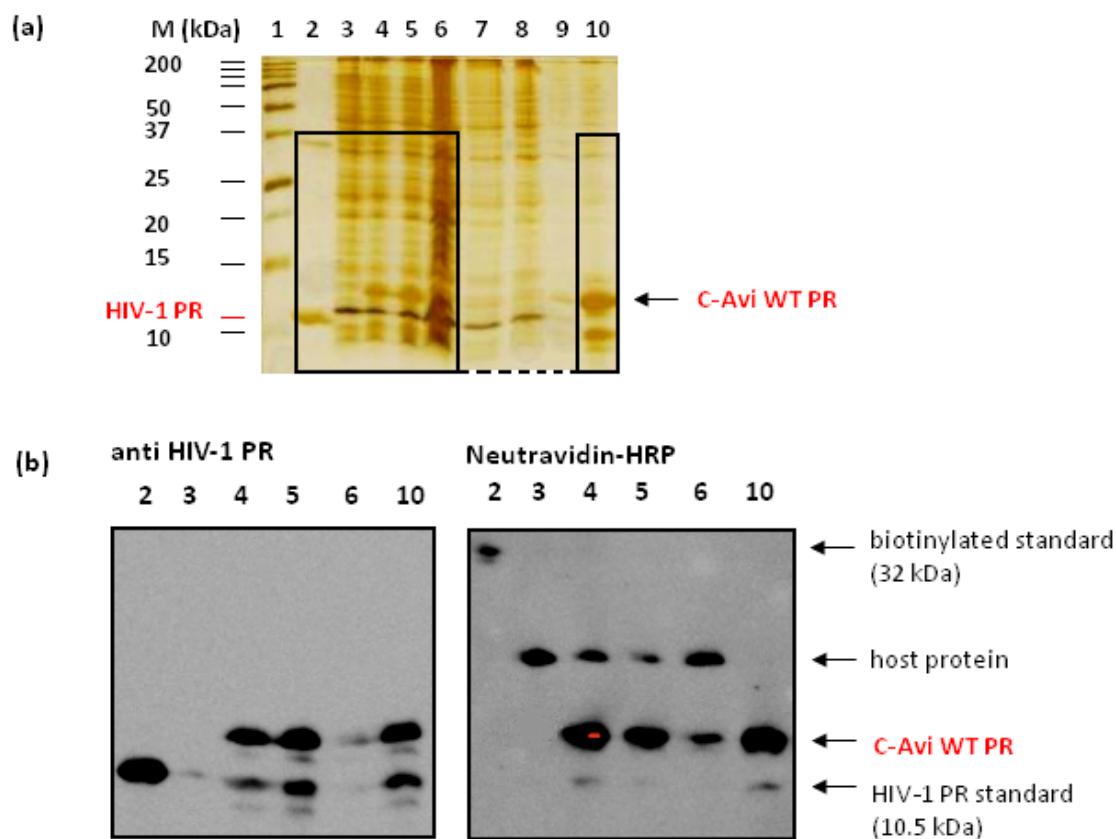 (a)
M (kDa) 1 2 3 4 5 6 7 8 9 10
200
50
37
25
20
15
HIV-1 PR
10
C-Avi WT PR
(b)
anti HIV-1 PR
2 3 4 5 6 10
Neutravidin-HRP
2 3 4 5 6 10
biotinylated standard
(32 kDa)
host protein
C-Avi WT PR
HIV-1 PR standard
(10.5 kDa)